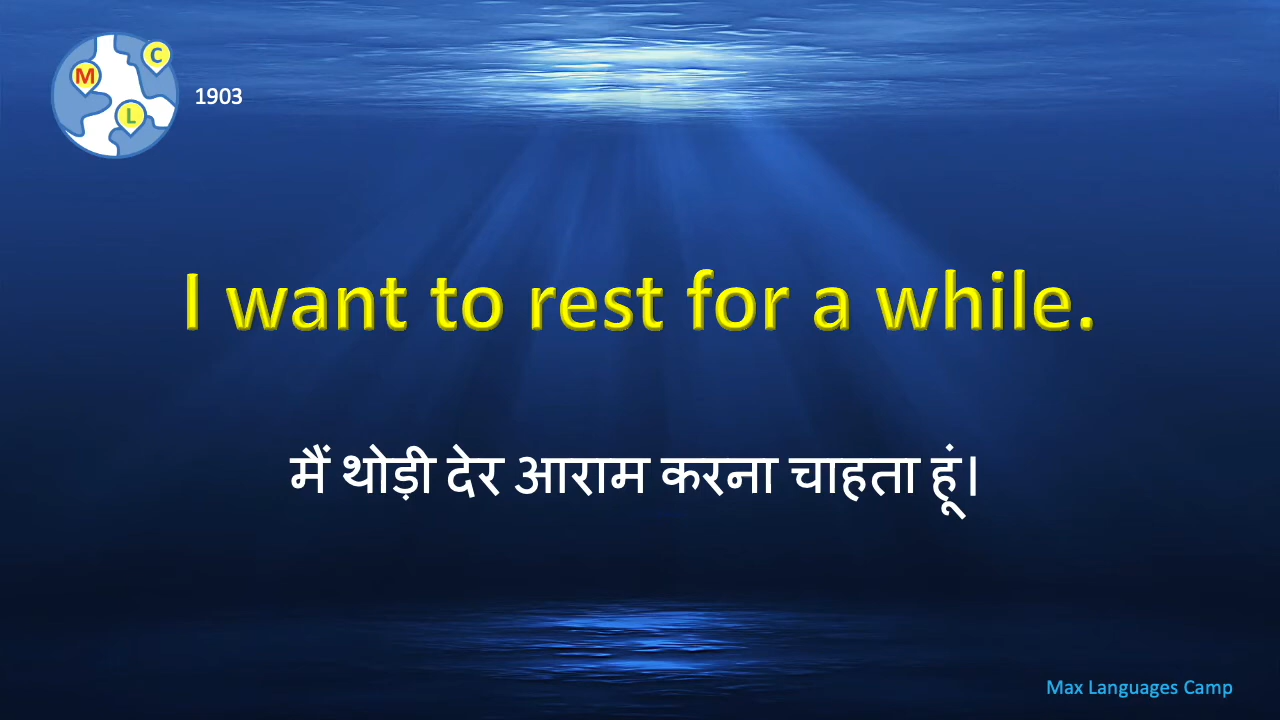 C
M
L
1903
I want to rest for a while.
मैं थोड़ी देर आराम करना चाहता हूं।
Max Languages Camp